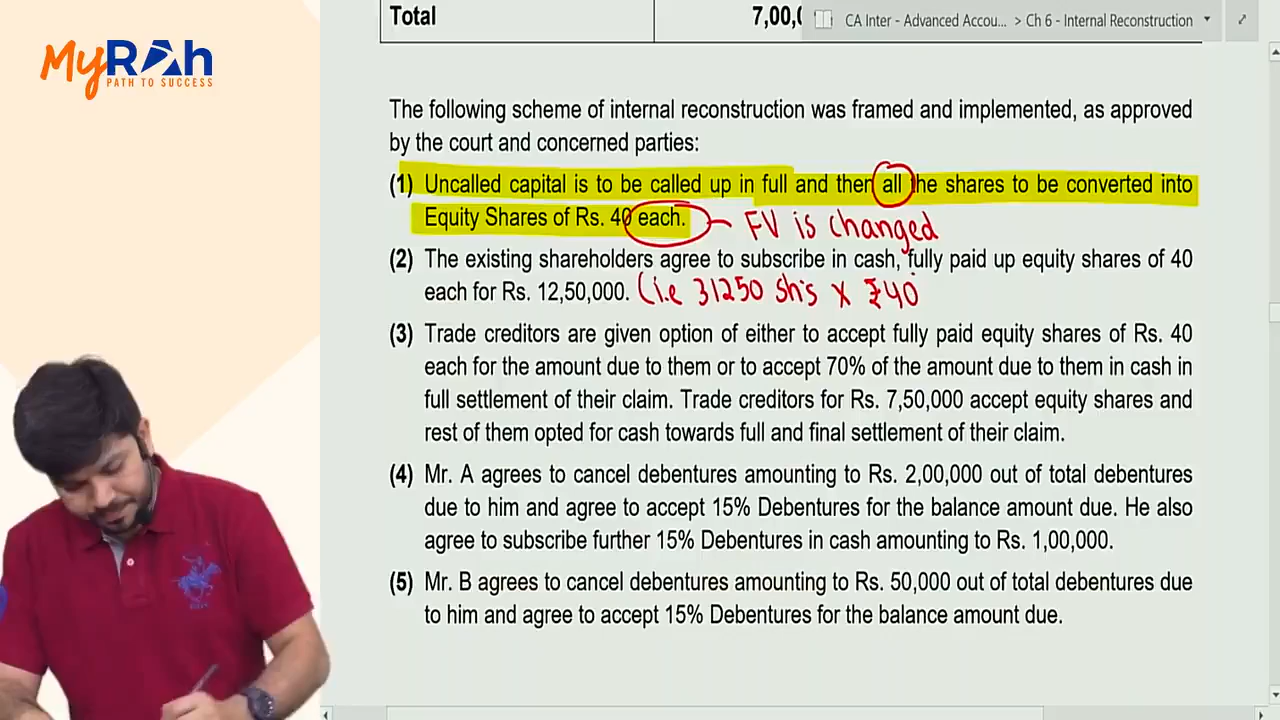 Total 7,00,0
CA Inter - Advanced Accou... > Ch 6 - Internal Reconstruction
MyRAh
PATH TO SUCCESS
The following scheme of internal reconstruction was framed and implemented, as approved
by the court and concerned parties:
(1) Uncalled capital is to be called up in full and then all the shares to be converted into
Equity Shares of Rs. 40 each. - FV is changed
(2) The existing shareholders agree to subscribe in cash, fully paid up equity shares of 40
each for Rs. 12,50,000. (i.e 31250 sh's x ₹40
(3) Trade creditors are given option of either to accept fully paid equity shares of Rs. 40
each for the amount due to them or to accept 70% of the amount due to them in cash in
full settlement of their claim. Trade creditors for Rs. 7,50,000 accept equity shares and
rest of them opted for cash towards full and final settlement of their claim.
(4) Mr. A agrees to cancel debentures amounting to Rs. 2,00,000 out of total debentures
due to him and agree to accept 15% Debentures for the balance amount due. He also
agree to subscribe further 15% Debentures in cash amounting to Rs. 1,00,000.
(5) Mr. B agrees to cancel debentures amounting to Rs. 50,000 out of total debentures due
to him and agree to accept 15% Debentures for the balance amount due.